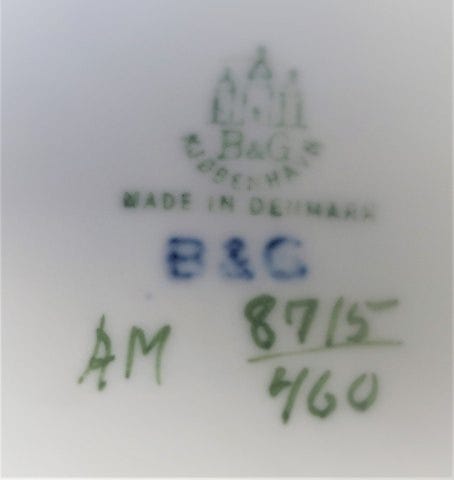 B&G
KJØBENHAVN
MADE IN DENMARK
B & G
AM 8715
460